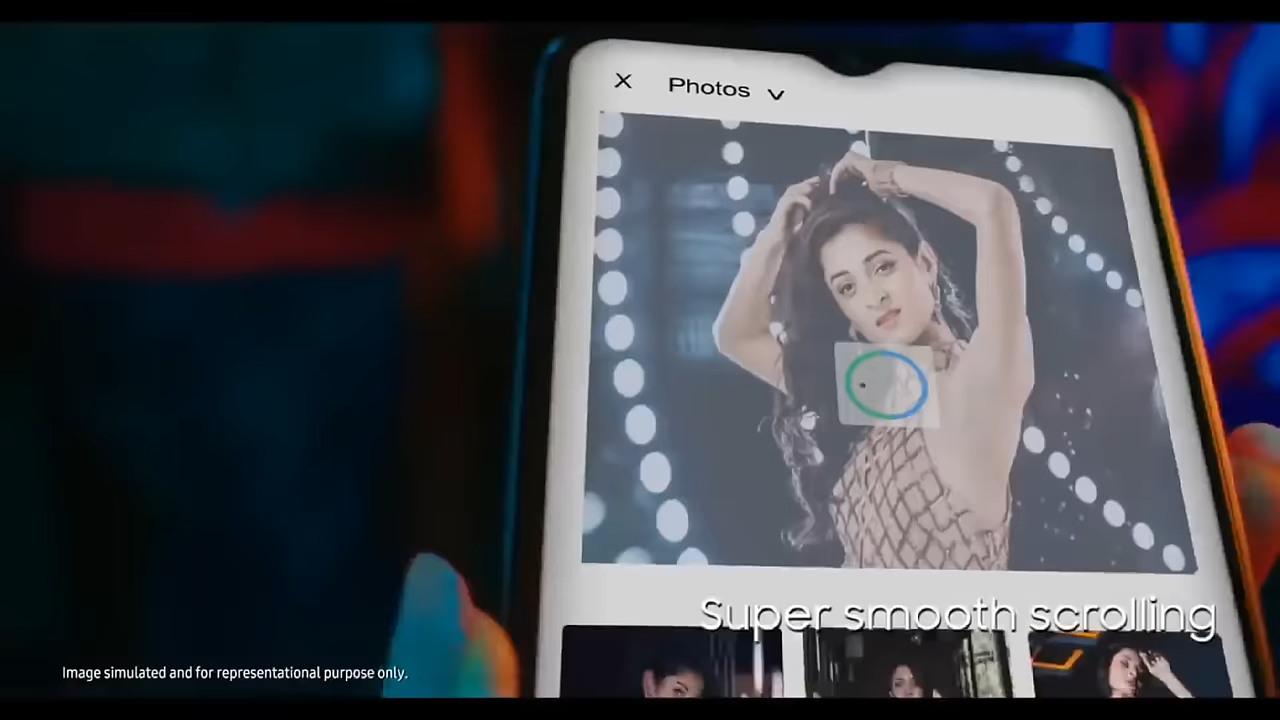 X Photos
Super smooth scrolling
Image simulated and for representational purpose only.